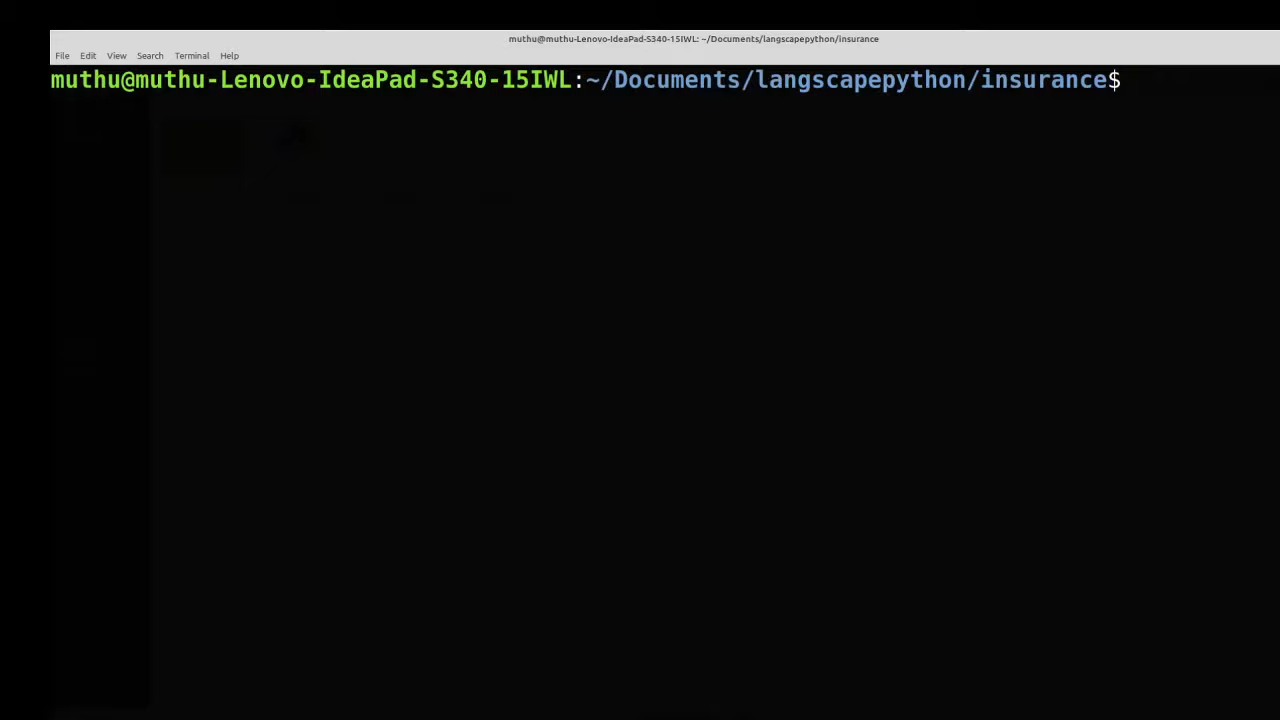 muthu@muthu-Lenovo-IdeaPad-S340-15IWL: ~/Documents/langscapepython/insurance
File Edit View Search Terminal Help
muthu@muthu-Lenovo-IdeaPad-S340-15IWL:~/Documents/langscapepython/insurance$